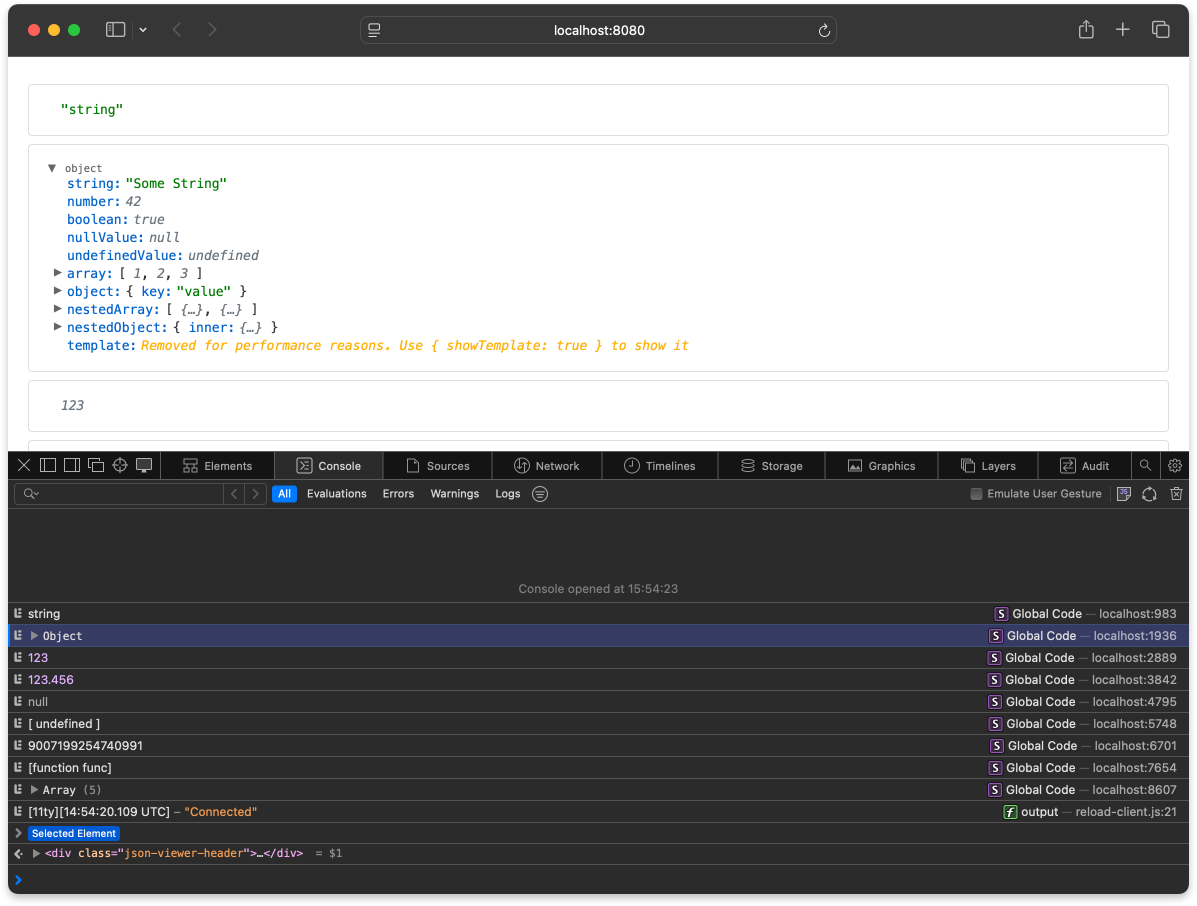 localhost:8080
"string"
▼ object
string: "Some String"
number: 42
boolean: true
nullValue: null
undefinedValue: undefined
▶ array: [ 1, 2, 3 ]
▶ object: { key: "value" }
▶ nestedArray: [ {…}, {…} ]
▶ nestedObject: { inner: {…} }
template: Removed for performance reasons. Use { showTemplate: true } to show it
123
Elements Console Sources Network Timelines Storage Graphics Layers Audit
All Evaluations Errors Warnings Logs Emulate User Gesture
Console opened at 15:54:23
string S Global Code — localhost:983
▶ Object S Global Code — localhost:1936
123 S Global Code — localhost:2889
123.456 S Global Code — localhost:3842
null S Global Code — localhost:4795
[ undefined ] S Global Code — localhost:5748
9007199254740991 S Global Code — localhost:6701
[function func] S Global Code — localhost:7654
▶ Array (5) S Global Code — localhost:8607
[11ty][14:54:20.109 UTC] – "Connected" f output — reload-client.js:21
Selected Element
▶ <div class="json-viewer-header">…</div> = $1